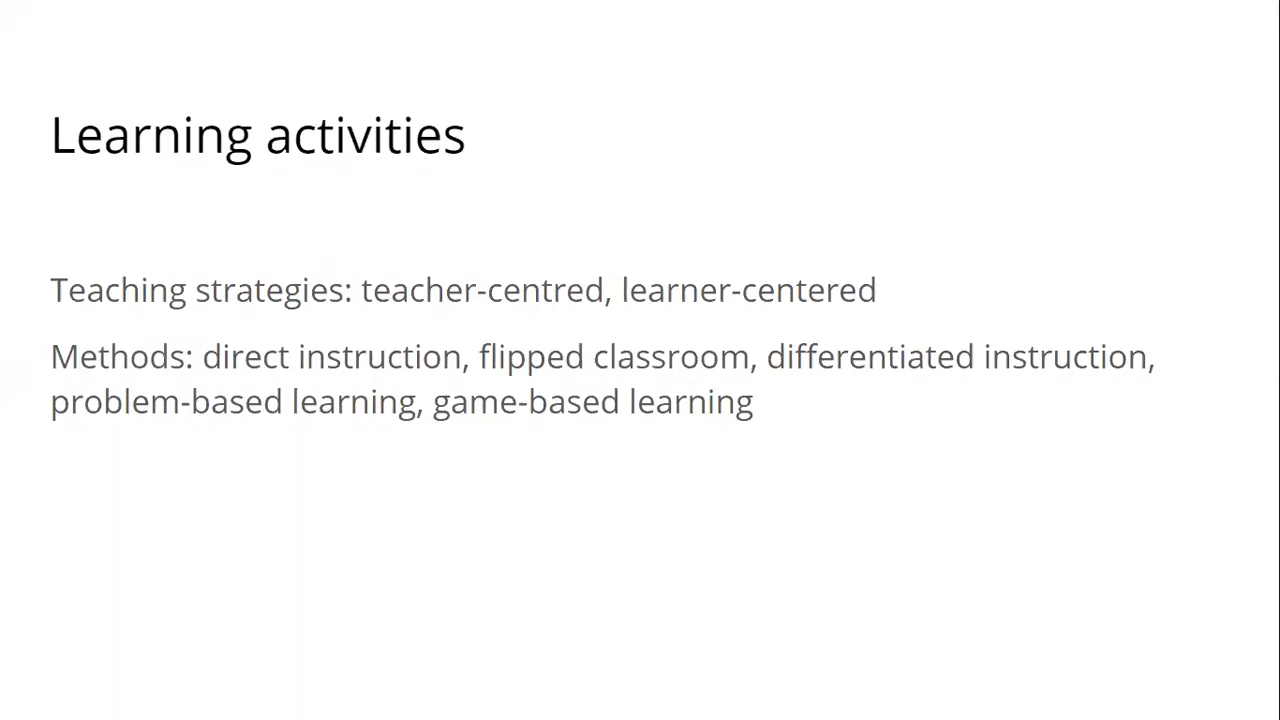 Learning activities
Teaching strategies: teacher-centred, learner-centered
Methods: direct instruction, flipped classroom, differentiated instruction,
problem-based learning, game-based learning